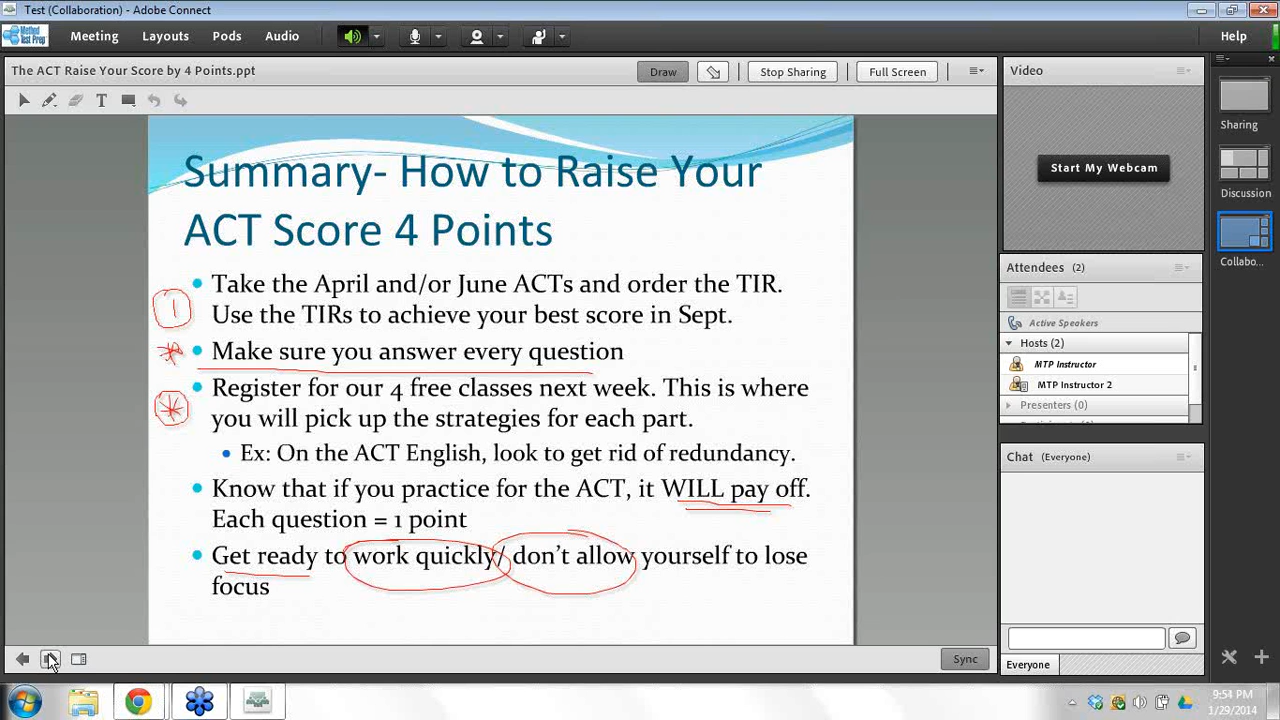 Test (Collaboration) - Adobe Connect
Method Test Prep
Meeting Layouts Pods Audio Help
The ACT Raise Your Score by 4 Points.ppt
Draw Stop Sharing Full Screen
T
Summary- How to Raise Your
ACT Score 4 Points
1
• Take the April and/or June ACTs and order the TIR.
Use the TIRs to achieve your best score in Sept.
• Make sure you answer every question
• Register for our 4 free classes next week. This is where
you will pick up the strategies for each part.
• Ex: On the ACT English, look to get rid of redundancy.
• Know that if you practice for the ACT, it WILL pay off.
Each question = 1 point
• Get ready to work quickly/ don't allow yourself to lose
focus
Sync
Video
Start My Webcam
Attendees (2)
Active Speakers
Hosts (2)
MTP Instructor
MTP Instructor 2
Presenters (0)
Chat (Everyone)
Everyone
Sharing
Discussion
Collabo...
9:54 PM
1/29/2014